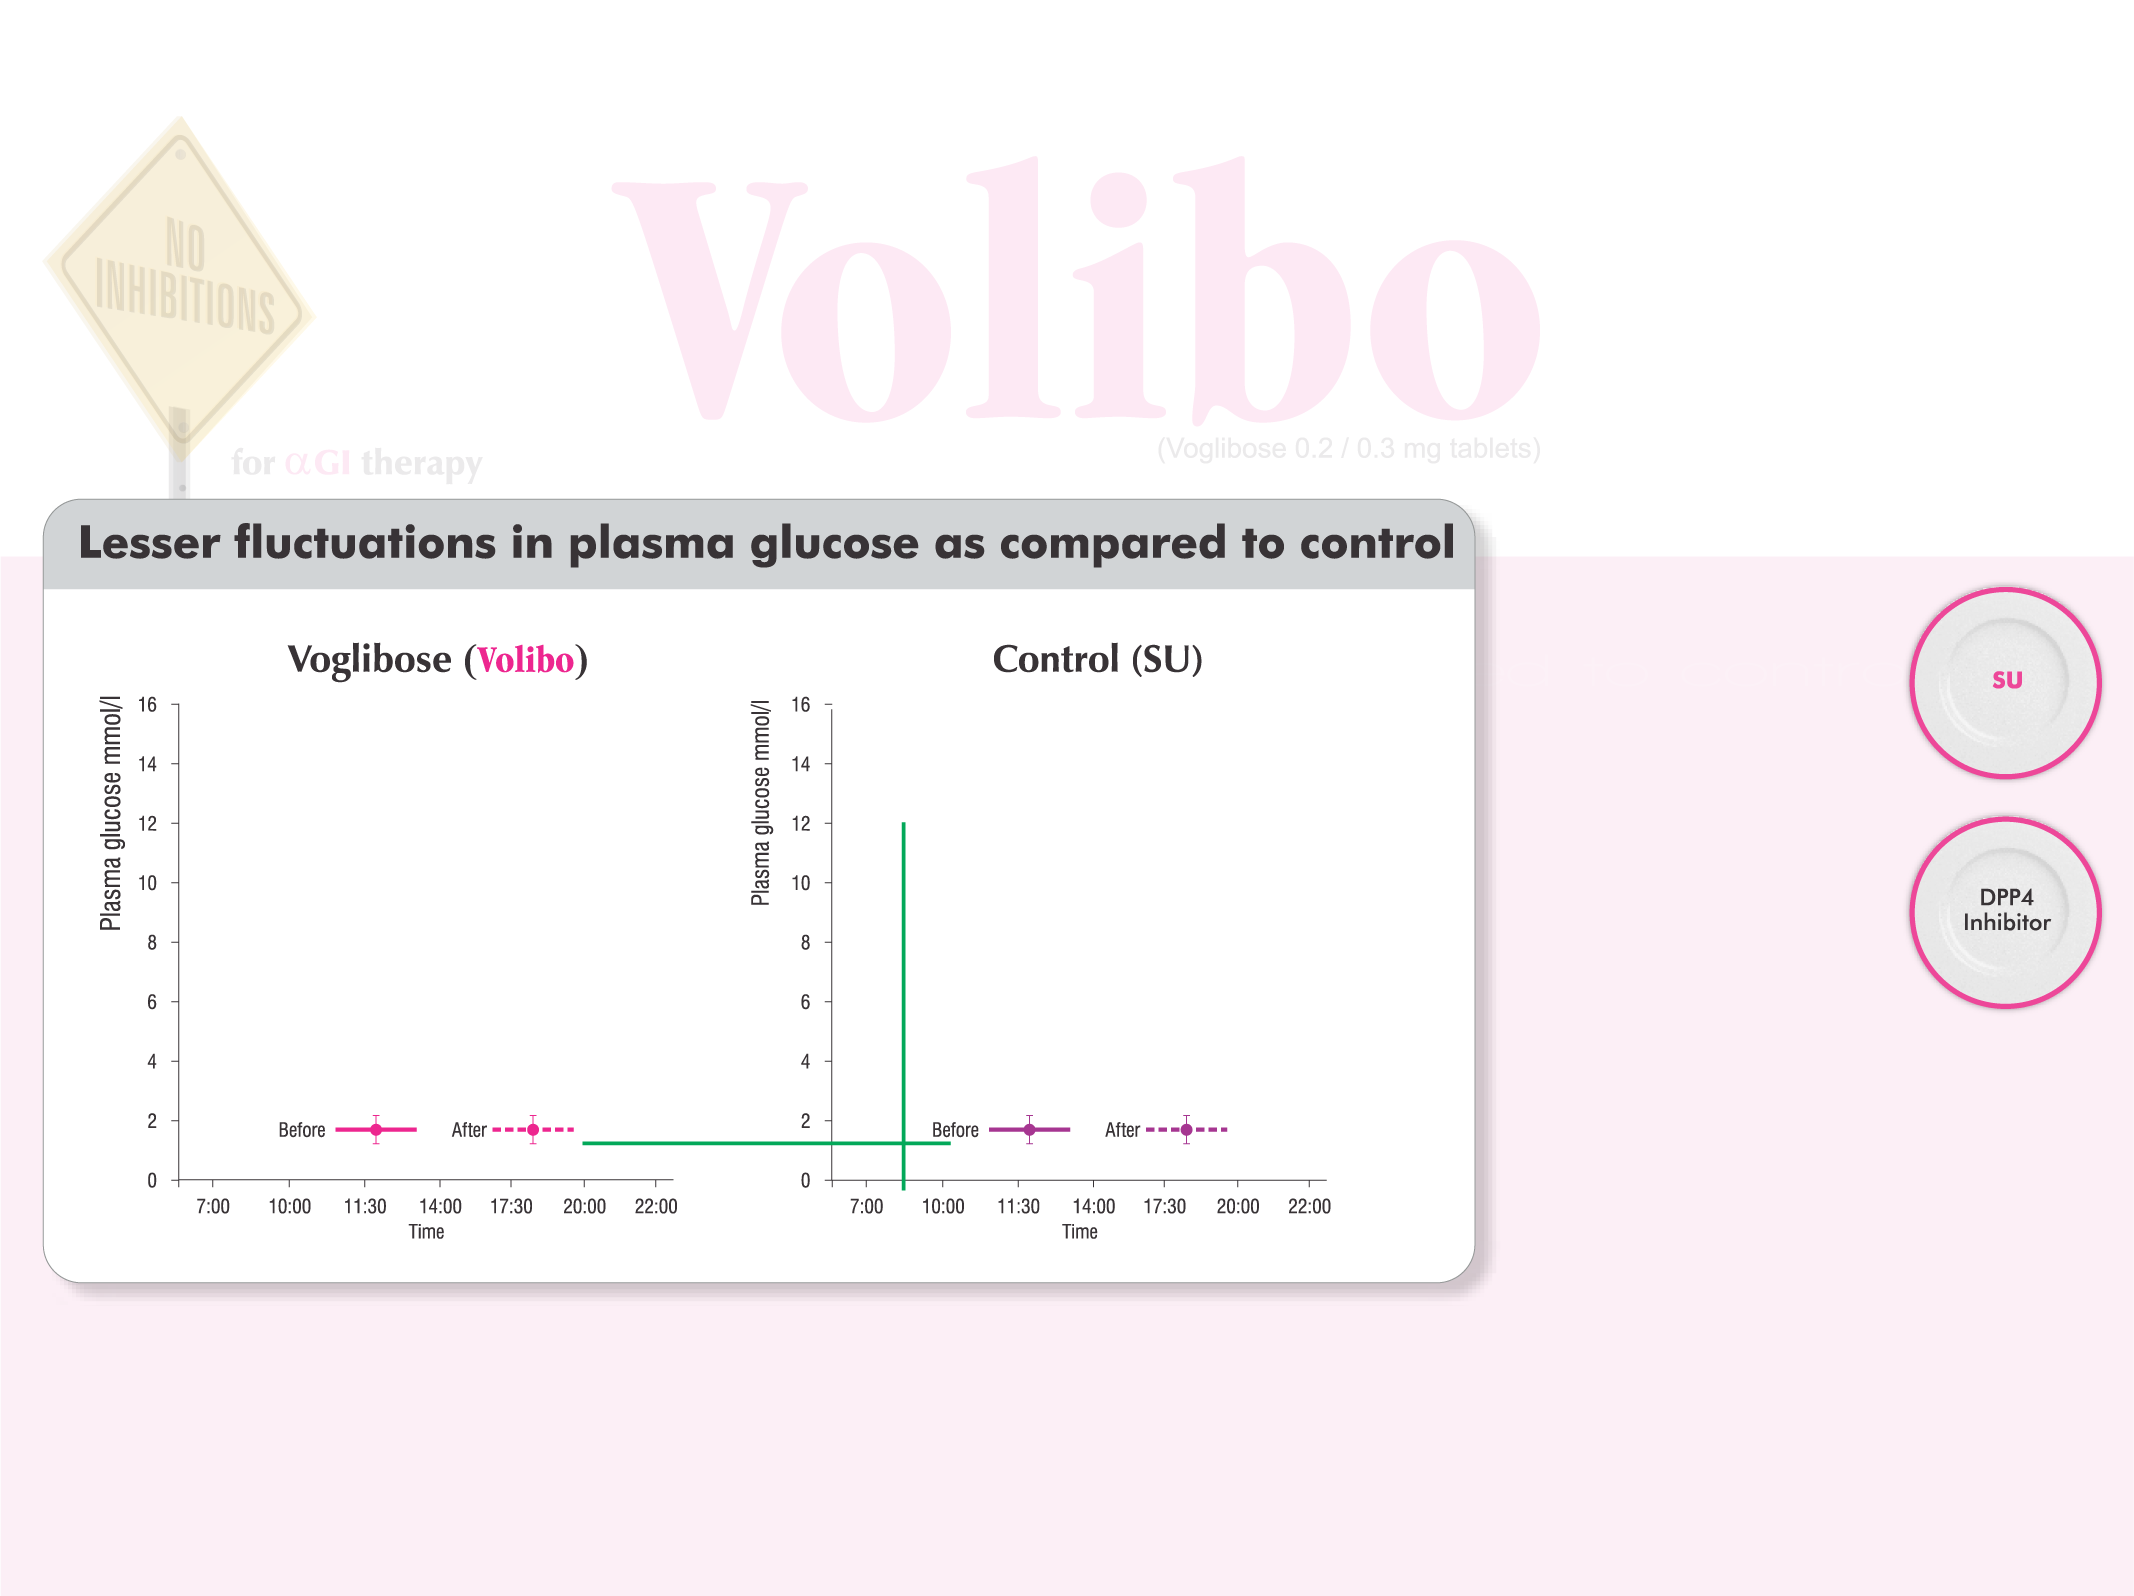 NO
INHIBITIONS
Volibo
(Voglibose 0.2 / 0.3 mg tablets)
for αGI therapy
Lesser fluctuations in plasma glucose as compared to control
Voglibose (Volibo)
Plasma glucose mmol/l
16
14
12
10
8
6
4
2
0
Before
After
7:00 10:00 11:30 14:00 17:30 20:00 22:00
Time
Control (SU)
Plasma glucose mmol/l
16
14
12
10
8
6
4
2
0
Before
After
7:00 10:00 11:30 14:00 17:30 20:00 22:00
Time
SU
DPP4
Inhibitor